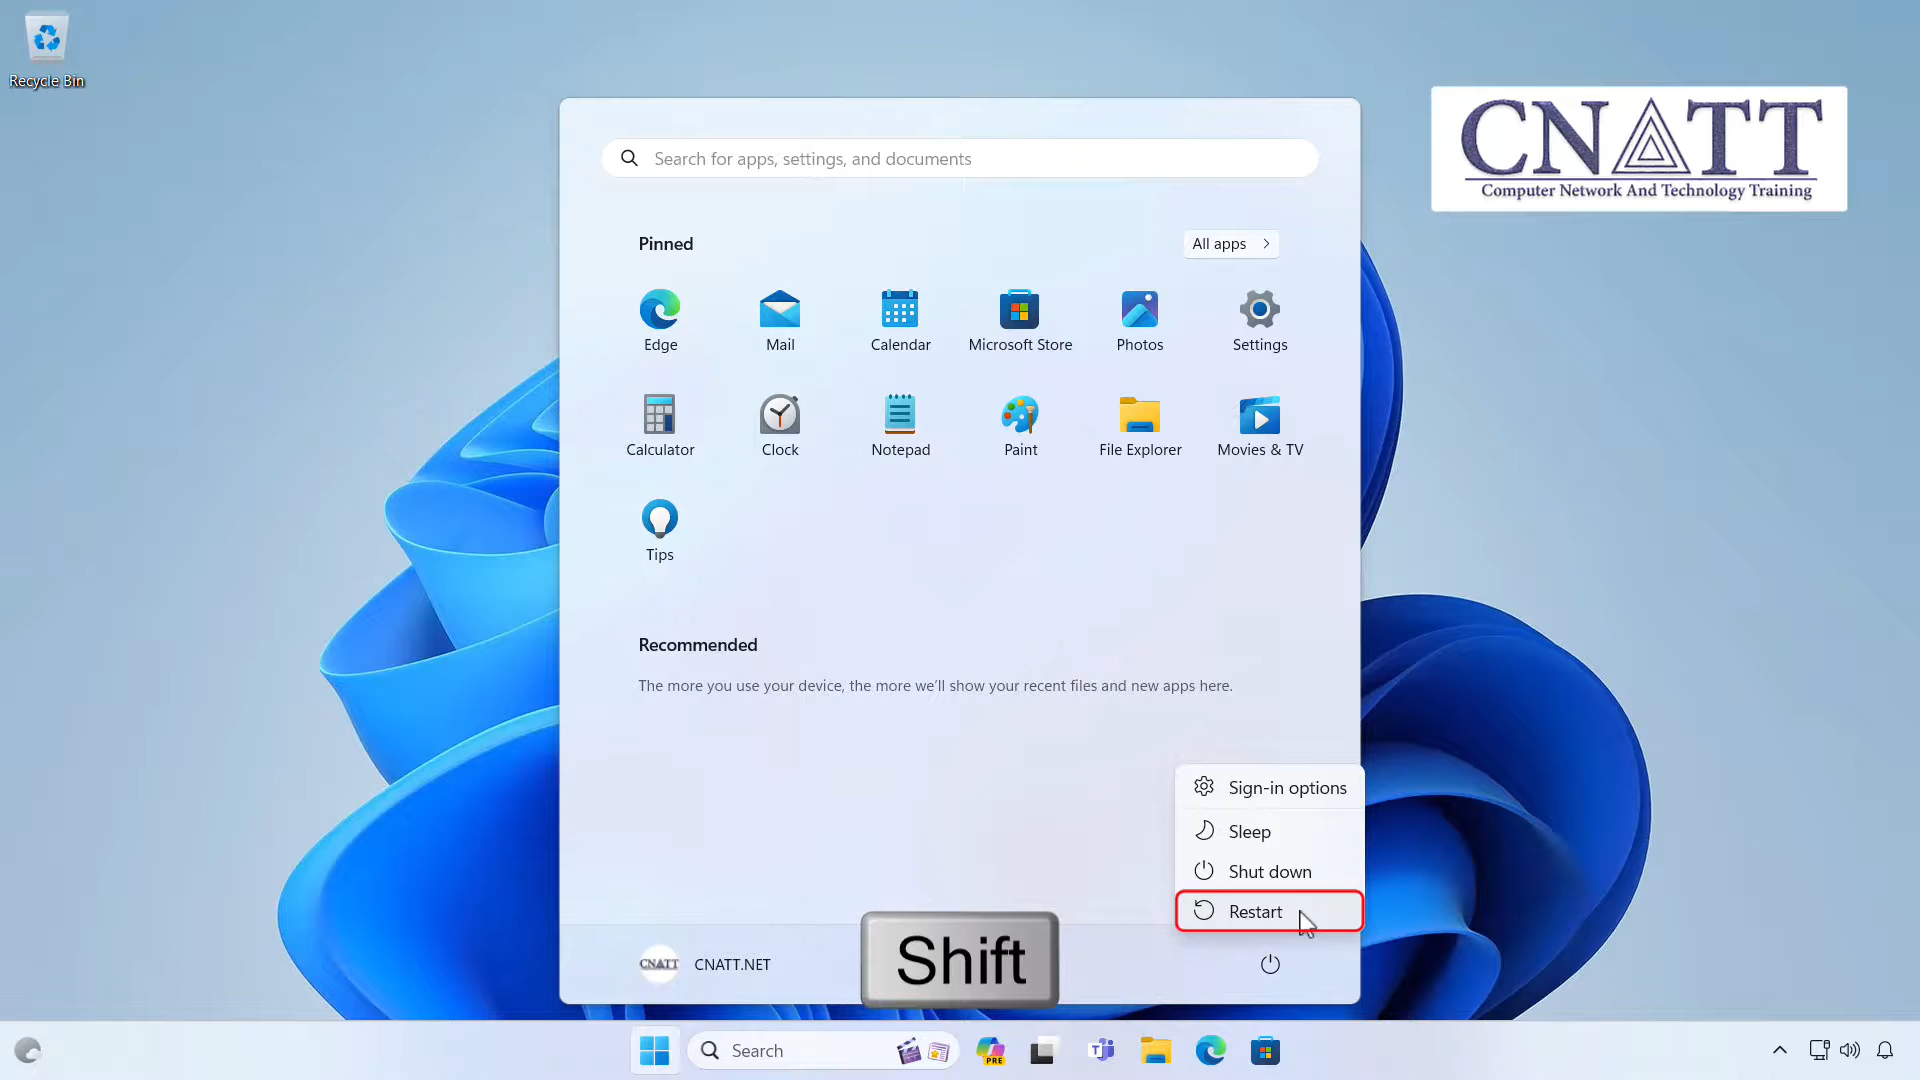 Recycle Bin
CNATT
Computer Network And Technology Training
Search for apps, settings, and documents
Pinned
All apps
Edge
Mail
Calendar
Microsoft Store
Photos
Settings
Calculator
Clock
Notepad
Paint
File Explorer
Movies & TV
Tips
Recommended
The more you use your device, the more we'll show your recent files and new apps here.
Sign-in options
Sleep
Shut down
Restart
CNATT
CNATT.NET
Shift
Search
PRE